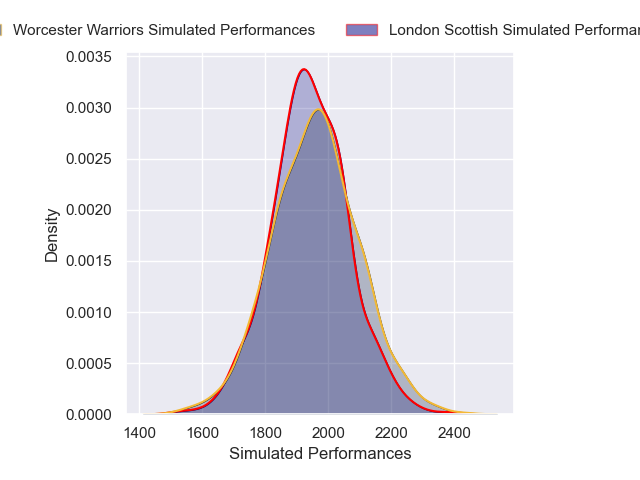 Worcester Warriors Simulated Performances London Scottish Simulated
0.0035
0.0030
0.0025
0.0020
0.0015
0.0010
0.0005
0.0000
Density
1400 1600 1800 2000 2200 2400
Simulated Performances